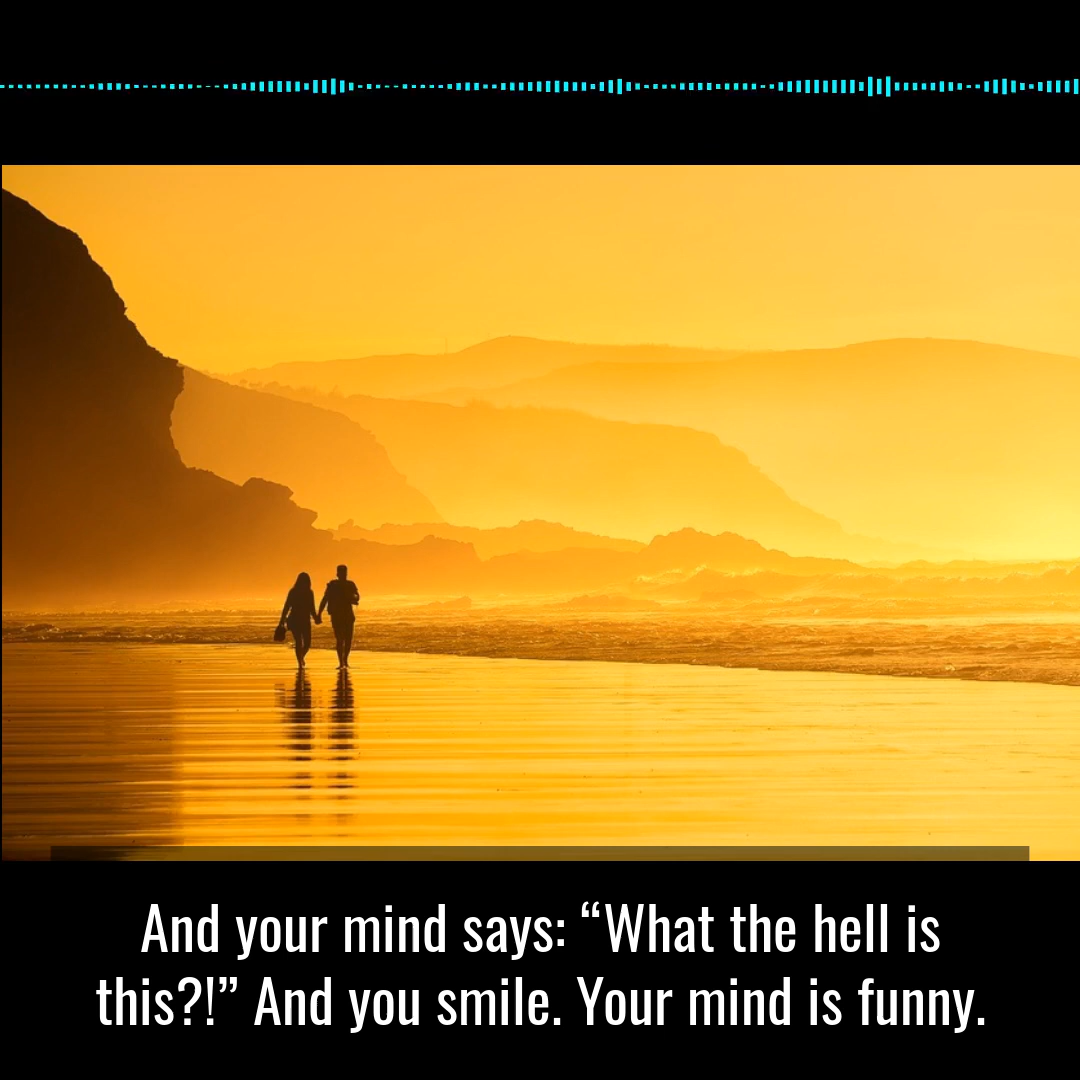 And your mind says: “What the hell is
this?!” And you smile. Your mind is funny.